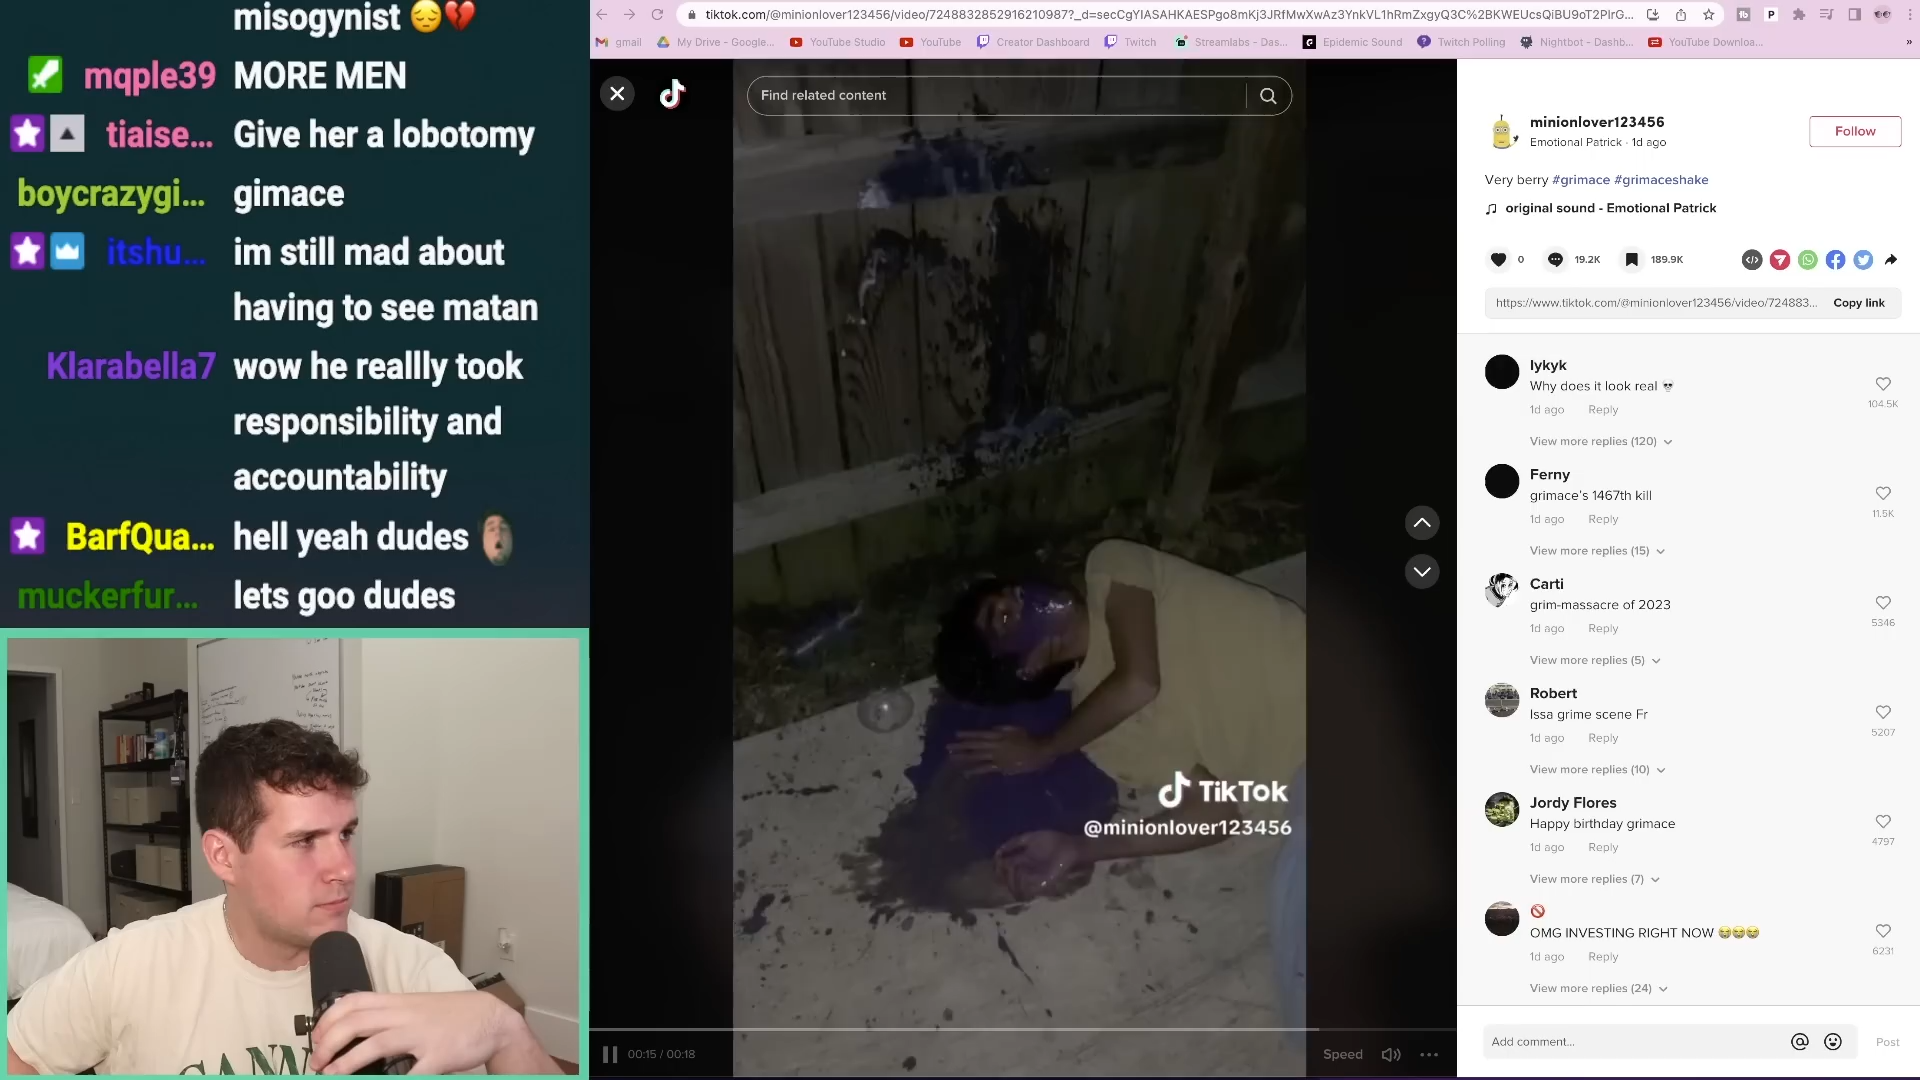 misogynist 😔💔
mqple39 MORE MEN
tiaise... Give her a lobotomy
boycrazygi... gimace
itshu... im still mad about
having to see matan
Klarabella7 wow he reallly took
responsibility and
accountability
BarfQua... hell yeah dudes
muckerfur... lets goo dudes
gmail
My Drive - Google...
YouTube Studio
YouTube
Creator Dashboard
Twitch
Streamlabs - Das...
Epidemic Sound
Twitch Polling
Nightbot - Dashb...
YouTube Downloa...
»
Find related content
TikTok
@minionlover123456
00:15 / 00:18
Speed
minionlover123456
Emotional Patrick · 1d ago
Follow
Very berry #grimace #grimaceshake
original sound - Emotional Patrick
0 19.2K 189.9K
https://www.tiktok.com/@minionlover123456/video/724883... Copy link
lykyk
Why does it look real 💀
1d ago Reply
104.5K
View more replies (120)
Ferny
grimace's 1467th kill
1d ago Reply
11.5K
View more replies (15)
Carti
grim-massacre of 2023
1d ago Reply
5346
View more replies (5)
Robert
Issa grime scene Fr
1d ago Reply
5207
View more replies (10)
Jordy Flores
Happy birthday grimace
1d ago Reply
4797
View more replies (7)
🚫
OMG INVESTING RIGHT NOW 😭😭😭
1d ago Reply
6231
View more replies (24)
Add comment...
Post